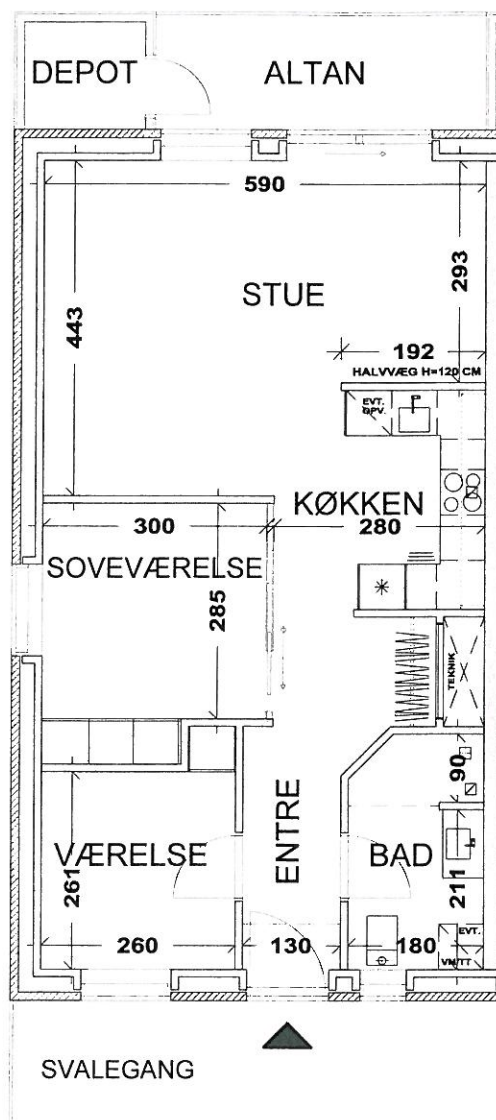 DEPOT
ALTAN
590
STUE
443
293
192
HALVVÆG H=120 CM
EVT.
OPV.
KØKKEN
300
280
SOVEVÆRELSE
285
TEKNIK
90
VÆRELSE
ENTRE
BAD
261
211
260
130
180
EVT.
VM/TT
SVALEGANG